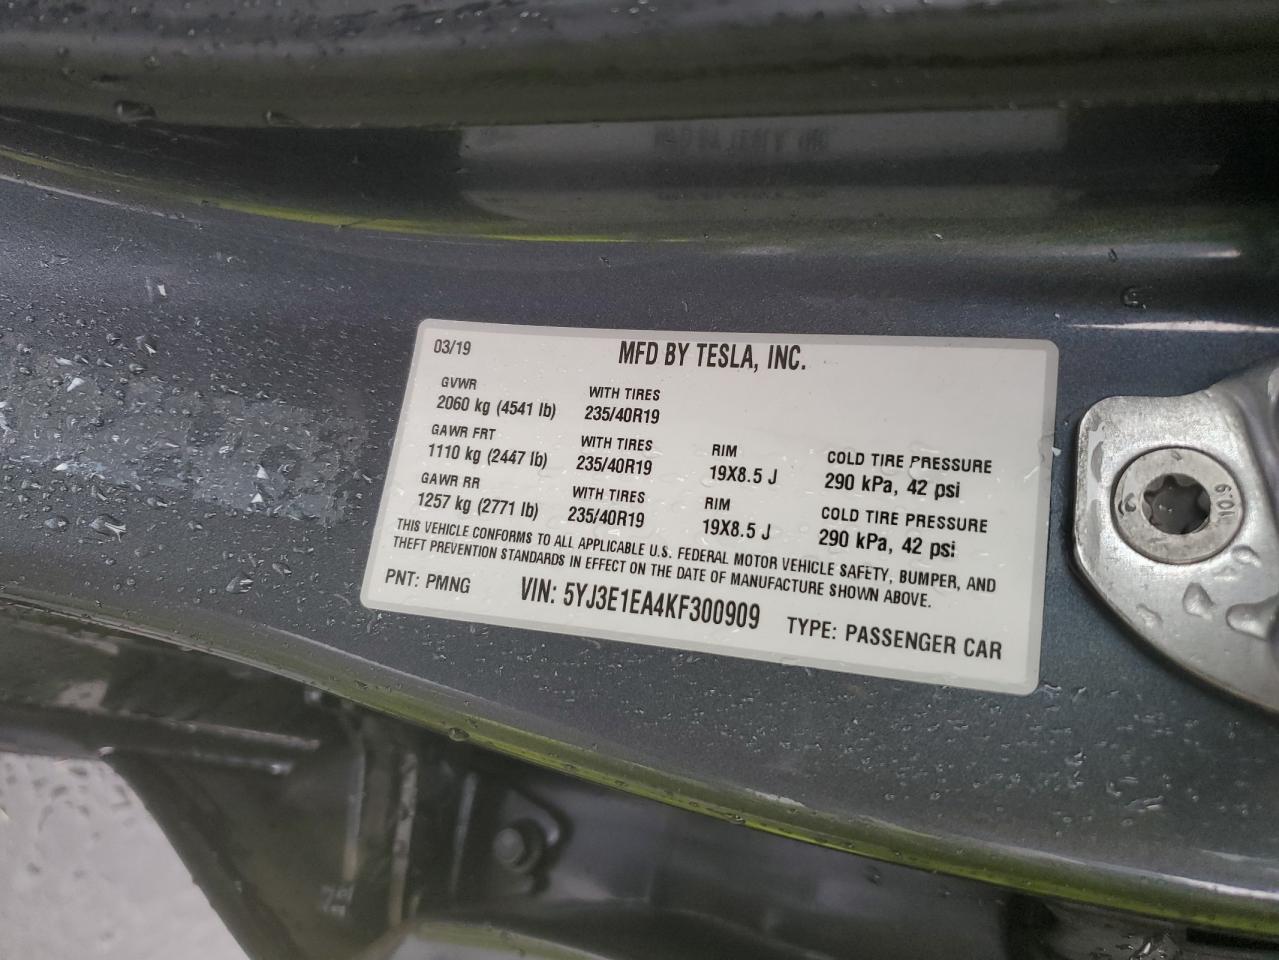 03/19 MFD BY TESLA, INC.
GVWR WITH TIRES
2060 kg (4541 lb) 235/40R19
GAWR FRT WITH TIRES RIM COLD TIRE PRESSURE
1110 kg (2447 lb) 235/40R19 19X8.5 J 290 kPa, 42 psi
GAWR RR WITH TIRES RIM COLD TIRE PRESSURE
1257 kg (2771 lb) 235/40R19 19X8.5 J 290 kPa, 42 psi
THIS VEHICLE CONFORMS TO ALL APPLICABLE U.S. FEDERAL MOTOR VEHICLE SAFETY, BUMPER, AND
THEFT PREVENTION STANDARDS IN EFFECT ON THE DATE OF MANUFACTURE SHOWN ABOVE.
PNT: PMNG VIN: 5YJ3E1EA4KF300909 TYPE: PASSENGER CAR
10.9